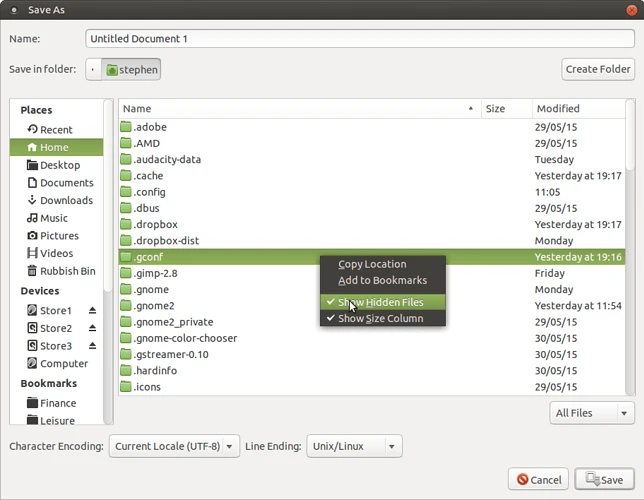 Save As
Name: Untitled Document 1
Save in folder: stephen Create Folder
Places
Recent
Home
Desktop
Documents
Downloads
Music
Pictures
Videos
Rubbish Bin
Devices
Store1
Store2
Store3
Computer
Bookmarks
Finance
Leisure
Name Size Modified
.adobe 29/05/15
.AMD 29/05/15
.audacity-data Tuesday
.cache Yesterday at 19:17
.config 11:05
.dbus 29/05/15
.dropbox Yesterday at 19:17
.dropbox-dist Monday
.gconf Yesterday at 19:16
.gimp-2.8 Friday
.gnome Monday
.gnome2 Yesterday at 11:54
.gnome2_private 29/05/15
.gnome-color-chooser 30/05/15
.gstreamer-0.10 30/05/15
.hardinfo 30/05/15
.icons 29/05/15
Copy Location
Add to Bookmarks
Show Hidden Files
Show Size Column
All Files
Character Encoding: Current Locale (UTF-8) Line Ending: Unix/Linux
Cancel Save